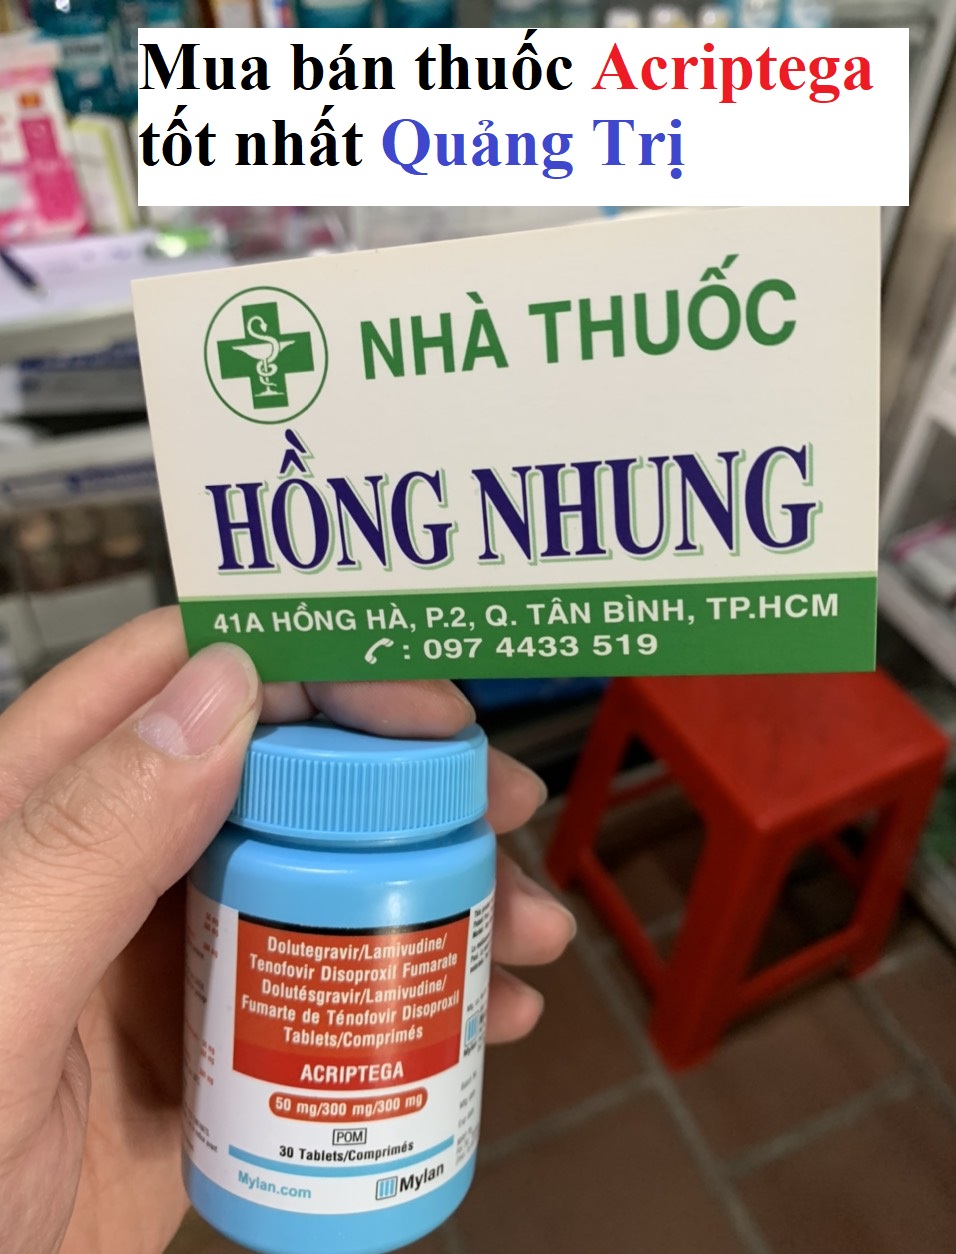 Mua bán thuốc Acriptega
tốt nhất Quảng Trị
NHÀ THUỐC
HỒNG NHUNG
41A HỒNG HÀ, P.2, Q. TÂN BÌNH, TP.HCM
: 097 4433 519
Dolutegravir/Lamivudine/
Tenofovir Disoproxil Fumarate
Dolutésgravir/Lamivudine/
Fumarte de Ténofovir Disoproxil
Tablets/Comprimés
ACRIPTEGA
50 mg/300 mg/300 mg
POM
30 Tablets/Comprimés
Mylan.com
Mylan
Mylan